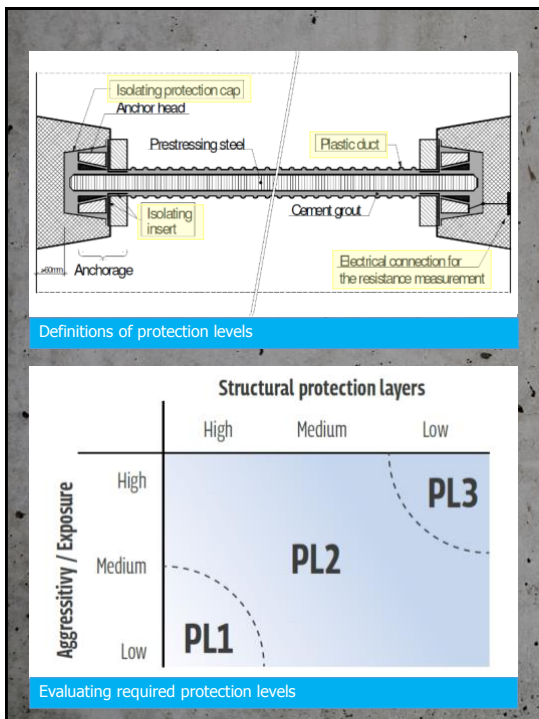 Isolating protection cap
Anchor head
Prestressing steel
Plastic duct
Isolating
insert
Cement grout
Electrical connection for
the resistance measurement
Anchorage
Definitions of protection levels
Structural protection layers
High Medium Low
Aggressitivy / Exposure
High
PL3
Medium
PL2
PL1
Low
Evaluating required protection levels